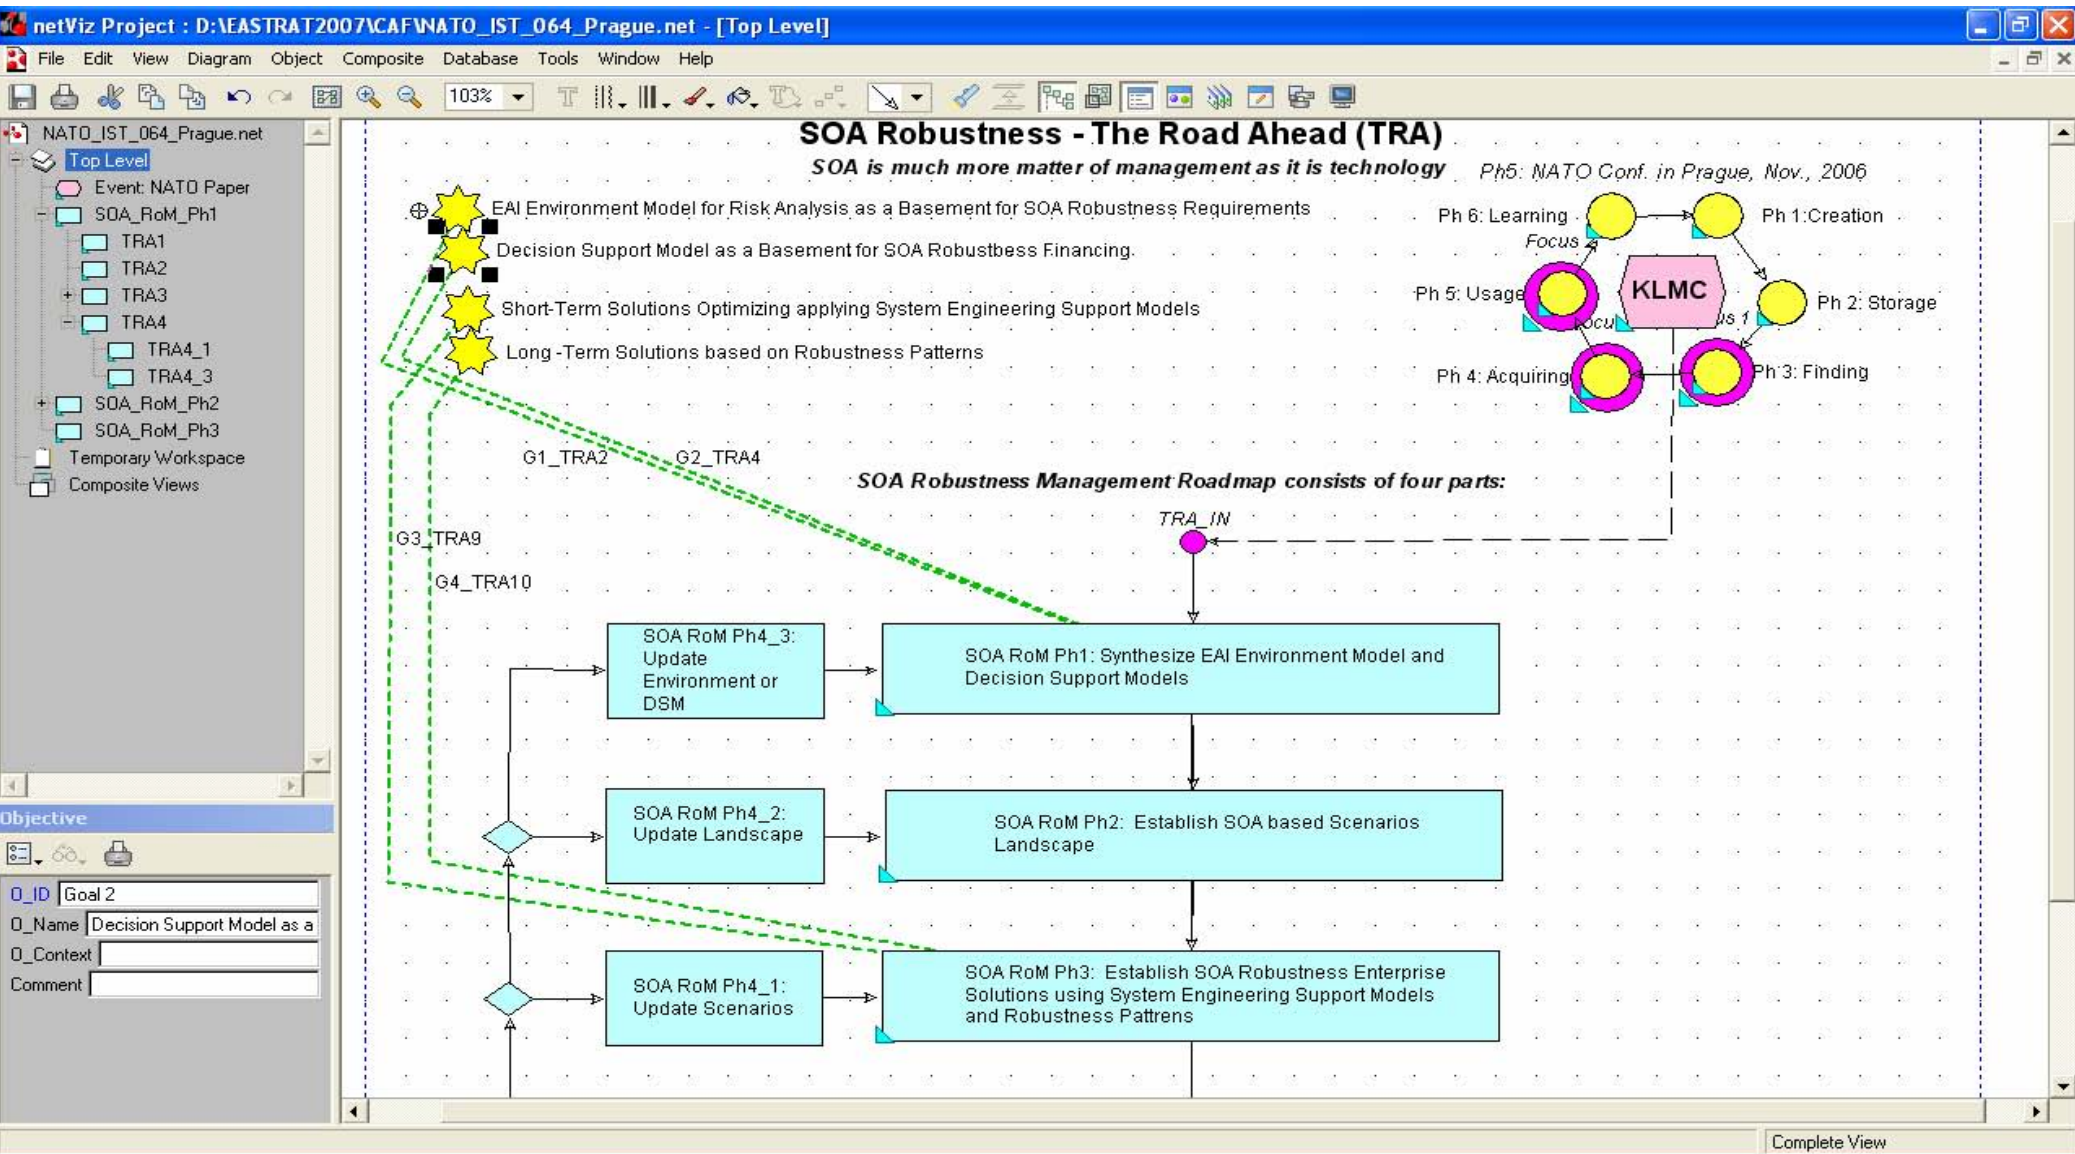 netViz Project : D:\EASTRAT2007\CAF\NATO_IST_064_Prague.net - [Top Level]
File Edit View Diagram Object Composite Database Tools Window Help
103%
NATO_IST_064_Prague.net
Top Level
Event: NATO Paper
SOA_RoM_Ph1
TRA1
TRA2
TRA3
TRA4
TRA4_1
TRA4_3
SOA_RoM_Ph2
SOA_RoM_Ph3
Temporary Workspace
Composite Views
Objective
O_ID Goal 2
O_Name Decision Support Model as a
O_Context
Comment
SOA Robustness - The Road Ahead (TRA)
SOA is much more matter of management as it is technology
Ph5: NATO Conf. in Prague, Nov., 2006
EAI Environment Model for Risk Analysis as a Basement for SOA Robustness Requirements
Decision Support Model as a Basement for SOA Robustbess Financing.
Short-Term Solutions Optimizing applying System Engineering Support Models
Long -Term Solutions based on Robustness Patterns
Ph 6: Learning
Ph 1:Creation
Focus
Ph 5: Usage
KLMC
Ph 2: Storage
Ph 4: Acquiring
Ph 3: Finding
G1_TRA2
G2_TRA4
SOA Robustness Management Roadmap consists of four parts:
TRA_IN
G3_TRA9
G4_TRA10
SOA RoM Ph4_3:
Update
Environment or
DSM
SOA RoM Ph1: Synthesize EAI Environment Model and
Decision Support Models
SOA RoM Ph4_2:
Update Landscape
SOA RoM Ph2: Establish SOA based Scenarios
Landscape
SOA RoM Ph4_1:
Update Scenarios
SOA RoM Ph3: Establish SOA Robustness Enterprise
Solutions using System Engineering Support Models
and Robustness Pattrens
Complete View